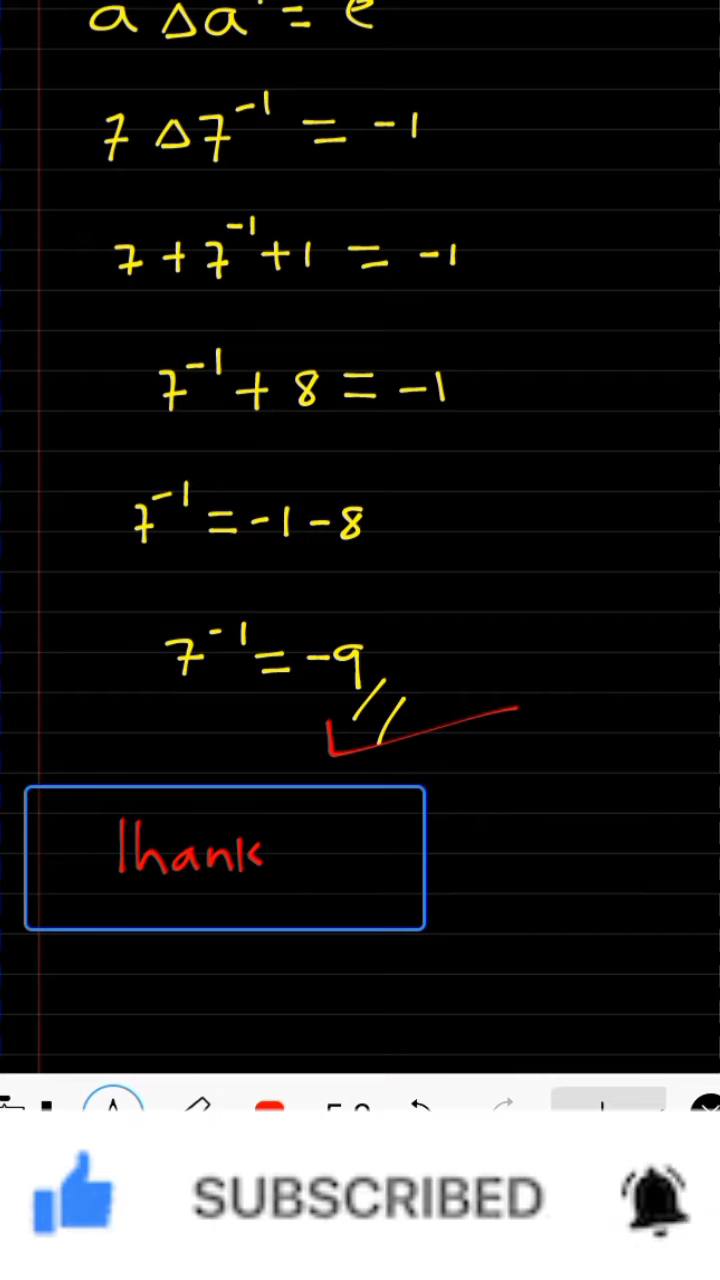 a Δ a⁻¹ = e
7 Δ 7⁻¹ = -1
7 + 7⁻¹ + 1 = -1
7⁻¹ + 8 = -1
7⁻¹ = -1 - 8
7⁻¹ = -9 //
Thank
SUBSCRIBED